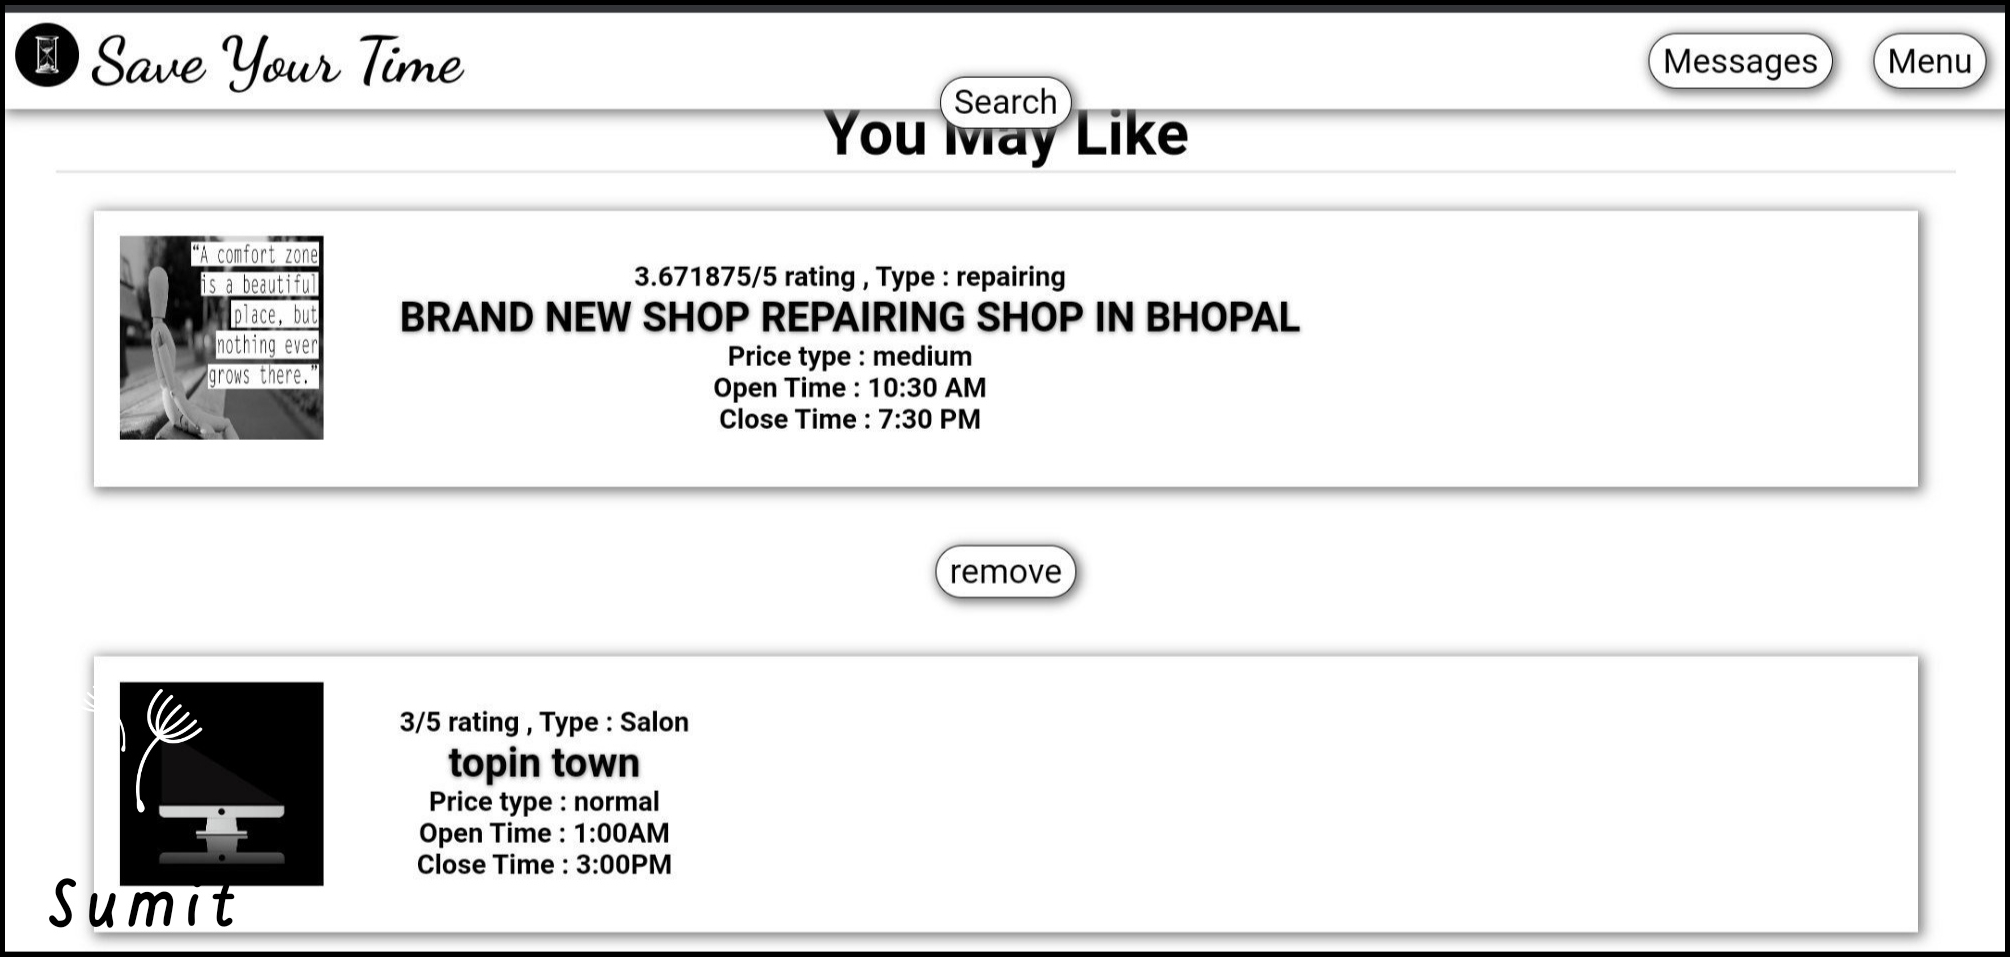 Save Your Time
Messages
Menu
Search
You May Like
"A comfort zone
is a beautiful
place, but
nothing ever
grows there."
3.671875/5 rating , Type : repairing
BRAND NEW SHOP REPAIRING SHOP IN BHOPAL
Price type : medium
Open Time : 10:30 AM
Close Time : 7:30 PM
remove
3/5 rating , Type : Salon
topin town
Price type : normal
Open Time : 1:00AM
Close Time : 3:00PM
Sumit